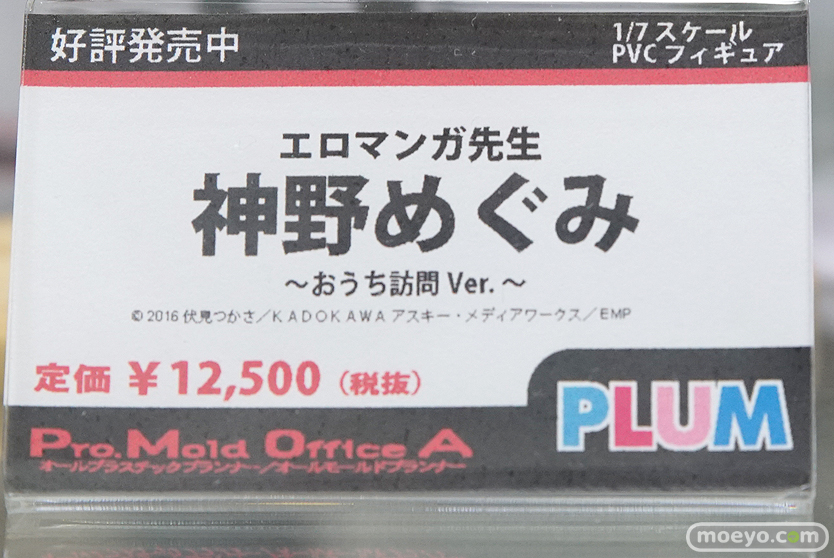 好評発売中
1/7 スケール
PVC フィギュア
エロマンガ先生
神野めぐみ
～おうち訪問 Ver.～
© 2016 伏見つかさ／KADOKAWA アスキー・メディアワークス／EMP
定価 ￥12,500（税抜）
PLUM
Pro.Mold Office A
オールプラスチックプランナー／オールモールドプランナー
moeyo.com